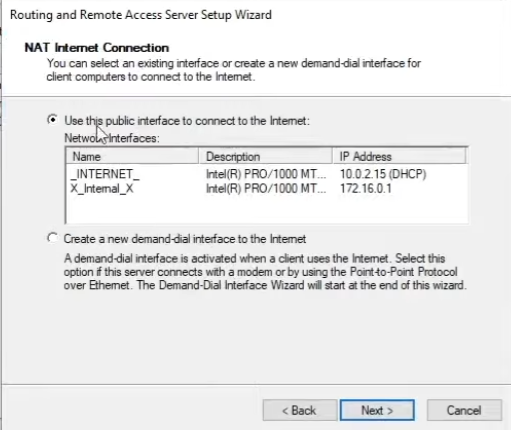 Routing and Remote Access Server Setup Wizard
NAT Internet Connection
You can select an existing interface or create a new demand-dial interface for
client computers to connect to the Internet.
Use this public interface to connect to the Internet:
Network Interfaces:
Name Description IP Address
_INTERNET_ Intel(R) PRO/1000 MT... 10.0.2.15 (DHCP)
X_Internal_X Intel(R) PRO/1000 MT... 172.16.0.1
Create a new demand-dial interface to the Internet
A demand-dial interface is activated when a client uses the Internet. Select this
option if this server connects with a modem or by using the Point-to-Point Protocol
over Ethernet. The Demand-Dial Interface Wizard will start at the end of this wizard.
< Back Next > Cancel